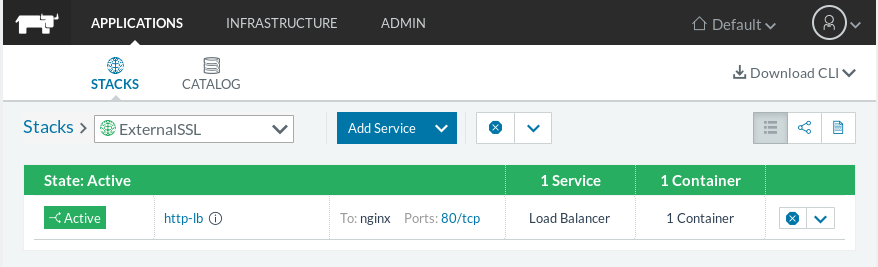 APPLICATIONS INFRASTRUCTURE ADMIN Default
STACKS CATALOG Download CLI
Stacks ExternalSSL Add Service
State: Active 1 Service 1 Container
Active http-lb To: nginx Ports: 80/tcp Load Balancer 1 Container